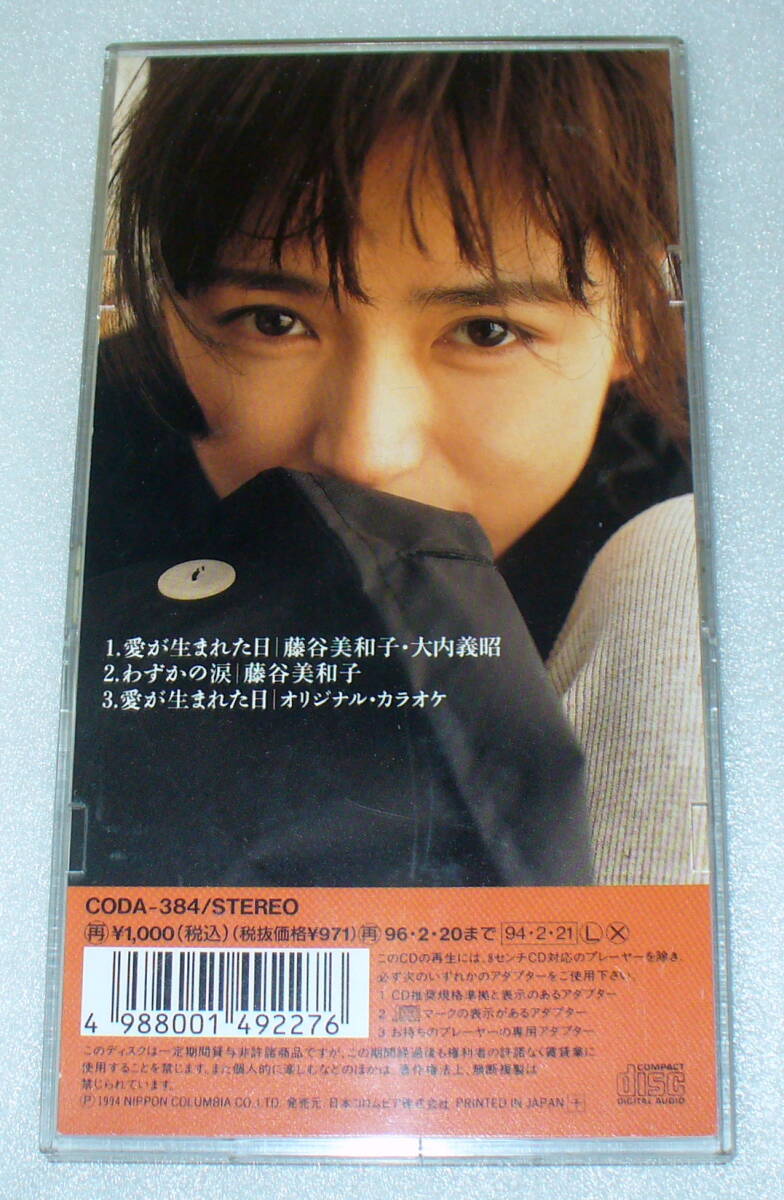 1.愛が生まれた日|藤谷美和子・大内義昭
2.わずかの涙|藤谷美和子
3.愛が生まれた日|オリジナル・カラオケ
CODA-384/STEREO
再¥1,000(税込)(税抜価格¥971)再96・2・20まで 94・2・21 L X
このCDの再生には、8センチCD対応のプレーヤーを除き、
必ず次のいずれかのアダプターをご使用下さい。
1 CD推奨規格準拠と表示のあるアダプター
2 マークの表示があるアダプター
3 お持ちのプレーヤーの専用アダプター
4 988001 492276
このディスクは一定期間貸与非許諾商品ですが、この期間経過後も権利者の許諾なく賃貸業に
使用することを禁じます。また個人的に楽しむなどのほかは、著作権法上、無断複製は
禁じられています。
Ⓟ1994 NIPPON COLUMBIA CO., LTD. 発売元 日本コロムビア株式会社 PRINTED IN JAPAN +
COMPACT
disc
DIGITAL AUDIO